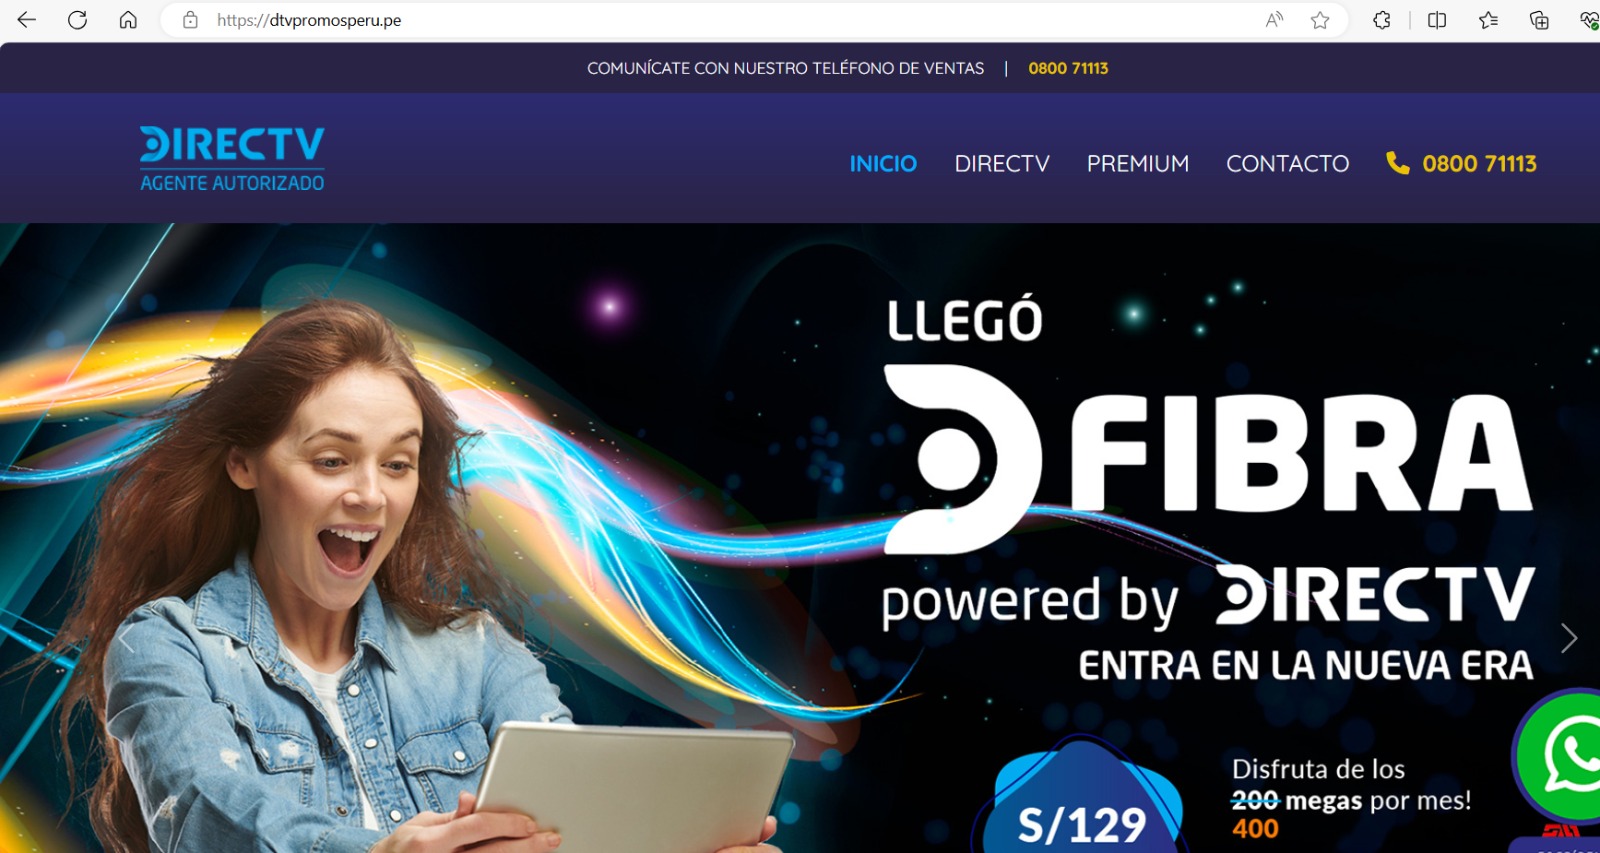 https://dtvpromosperu.pe
COMUNÍCATE CON NUESTRO TELÉFONO DE VENTAS | 0800 71113
DIRECTV
AGENTE AUTORIZADO
INICIO DIRECTV PREMIUM CONTACTO 0800 71113
LLEGÓ
D FIBRA
powered by DIRECTV
ENTRA EN LA NUEVA ERA
S/129
Disfruta de los
200 megas por mes!
400